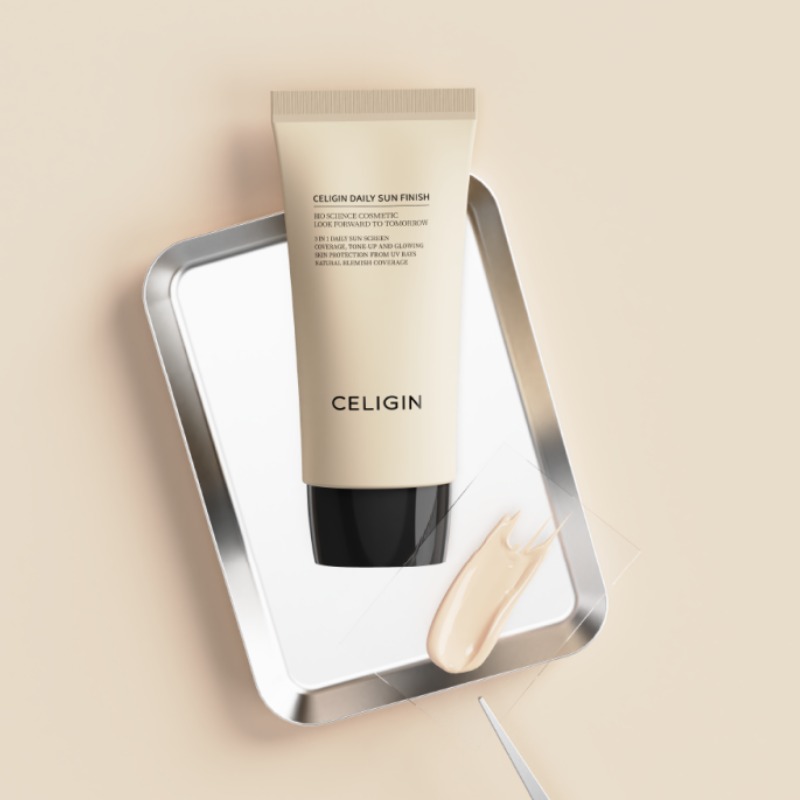 CELIGIN DAILY SUN FINISH
BIO SCIENCE COSMETIC
LOOK FORWARD TO TOMORROW
3 IN 1 DAILY SUN SCREEN
COVERAGE, TONE-UP AND GLOWING
SKIN PROTECTION FROM UV RAYS
NATURAL BLEMISH COVERAGE
CELIGIN